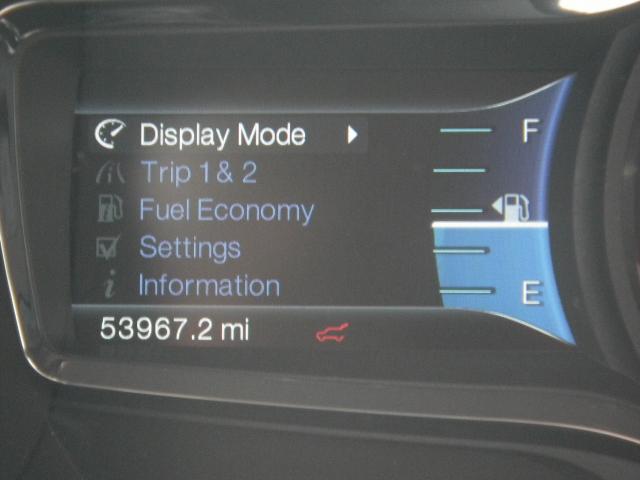 Display Mode
F
Trip 1 & 2
Fuel Economy
Settings
Information
E
53967.2 mi